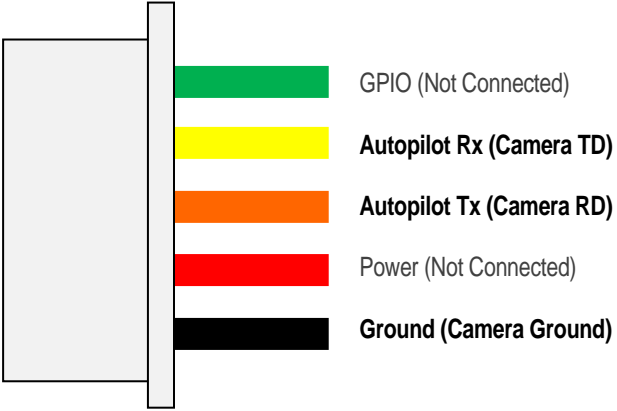 GPIO (Not Connected)
Autopilot Rx (Camera TD)
Autopilot Tx (Camera RD)
Power (Not Connected)
Ground (Camera Ground)